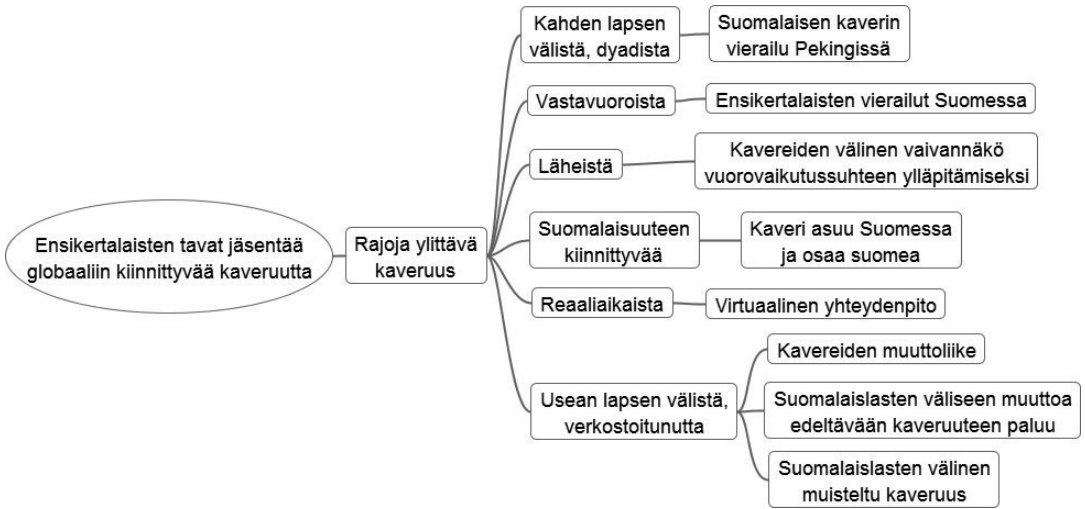 Ensikertalaisten tavat jäsentää
globaaliin kiinnittyvää kaveruutta
Rajoja ylittävä
kaveruus
Kahden lapsen
välistä, dyadista
Suomalaisen kaverin
vierailu Pekingissä
Vastavuoroista
Ensikertalaisten vierailut Suomessa
Läheistä
Kavereiden välinen vaivannäkö
vuorovaikutussuhteen ylläpitämiseksi
Suomalaisuuteen
kiinnittyvää
Kaveri asuu Suomessa
ja osaa suomea
Reaaliaikaista
Virtuaalinen yhteydenpito
Usean lapsen välistä,
verkostoitunutta
Kavereiden muuttoliike
Suomalaislasten väliseen muuttoa
edeltävään kaveruuteen paluu
Suomalaislasten välinen
muisteltu kaveruus